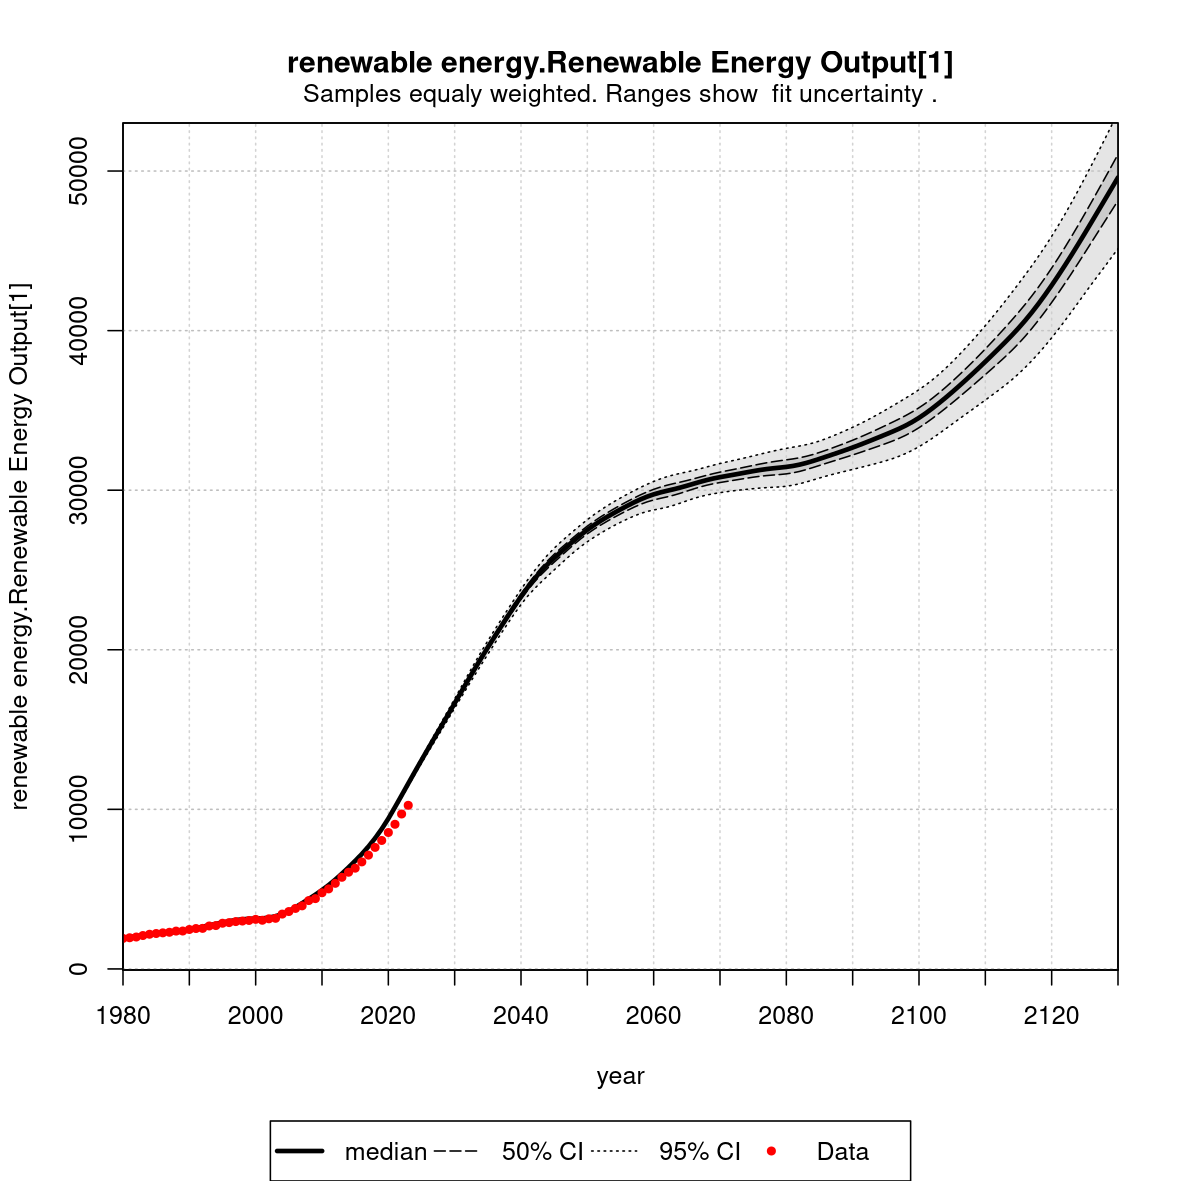 renewable energy.Renewable Energy Output[1]
Samples equaly weighted. Ranges show  fit uncertainty .
renewable energy.Renewable Energy Output[1]
50000
40000
30000
20000
10000
0
1980 2000 2020 2040 2060 2080 2100 2120
year
median 50% CI 95% CI Data